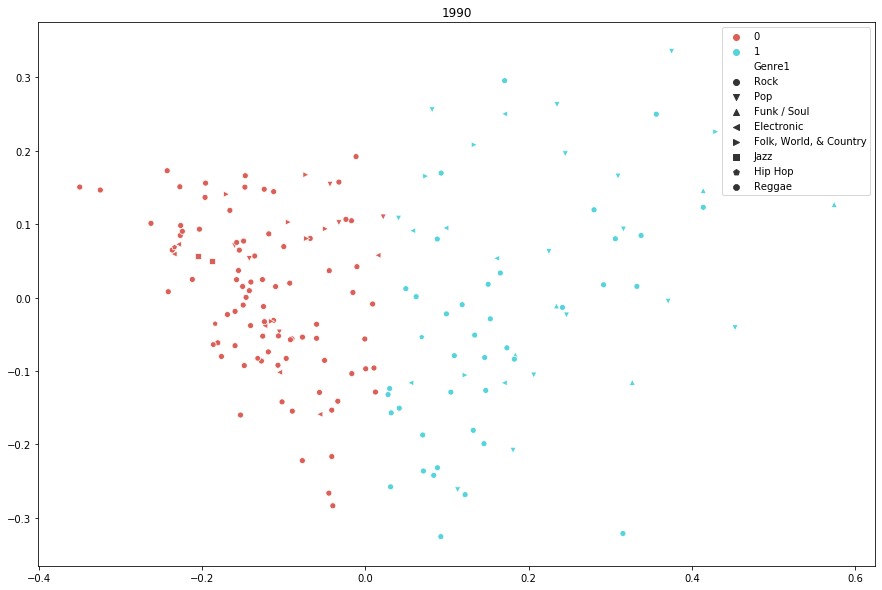 1990
0
1
Genre1
Rock
Pop
Funk / Soul
Electronic
Folk, World, & Country
Jazz
Hip Hop
Reggae
0.3
0.2
0.1
0.0
−0.1
−0.2
−0.3
−0.4 −0.2 0.0 0.2 0.4 0.6